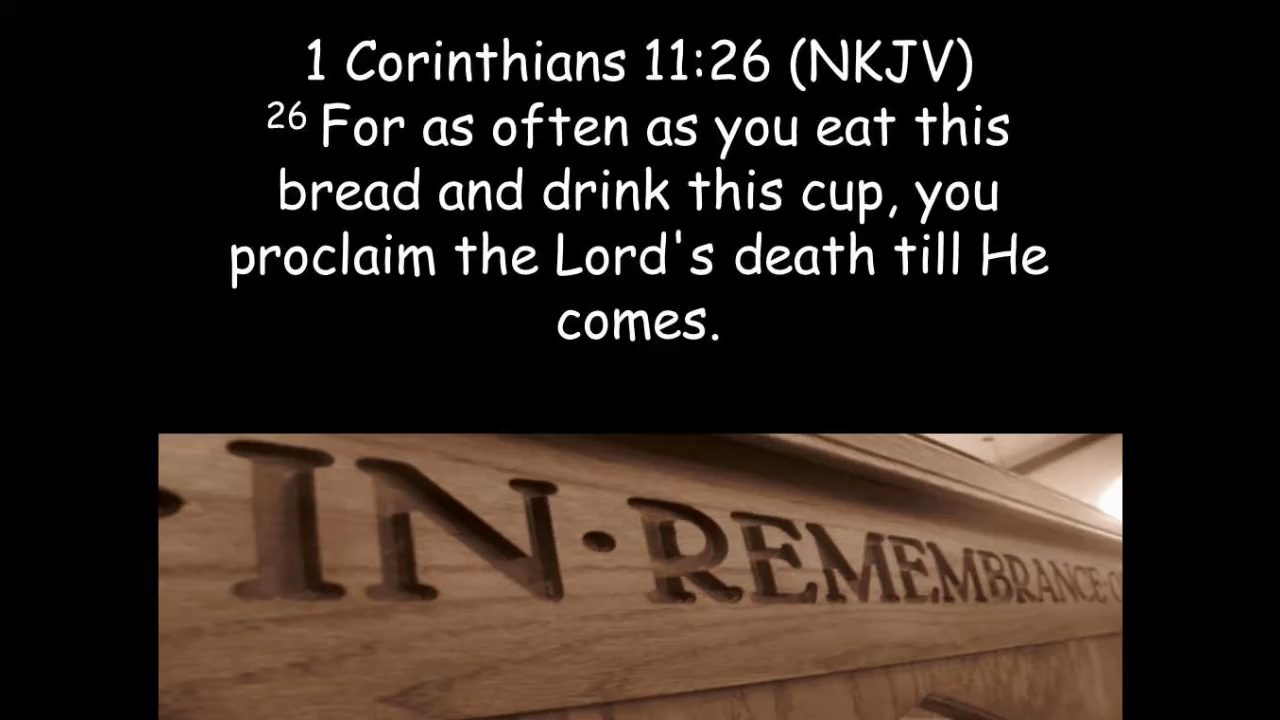 1 Corinthians 11:26 (NKJV)
26 For as often as you eat this
bread and drink this cup, you
proclaim the Lord's death till He
comes.
IN·REMEMBRANCE·